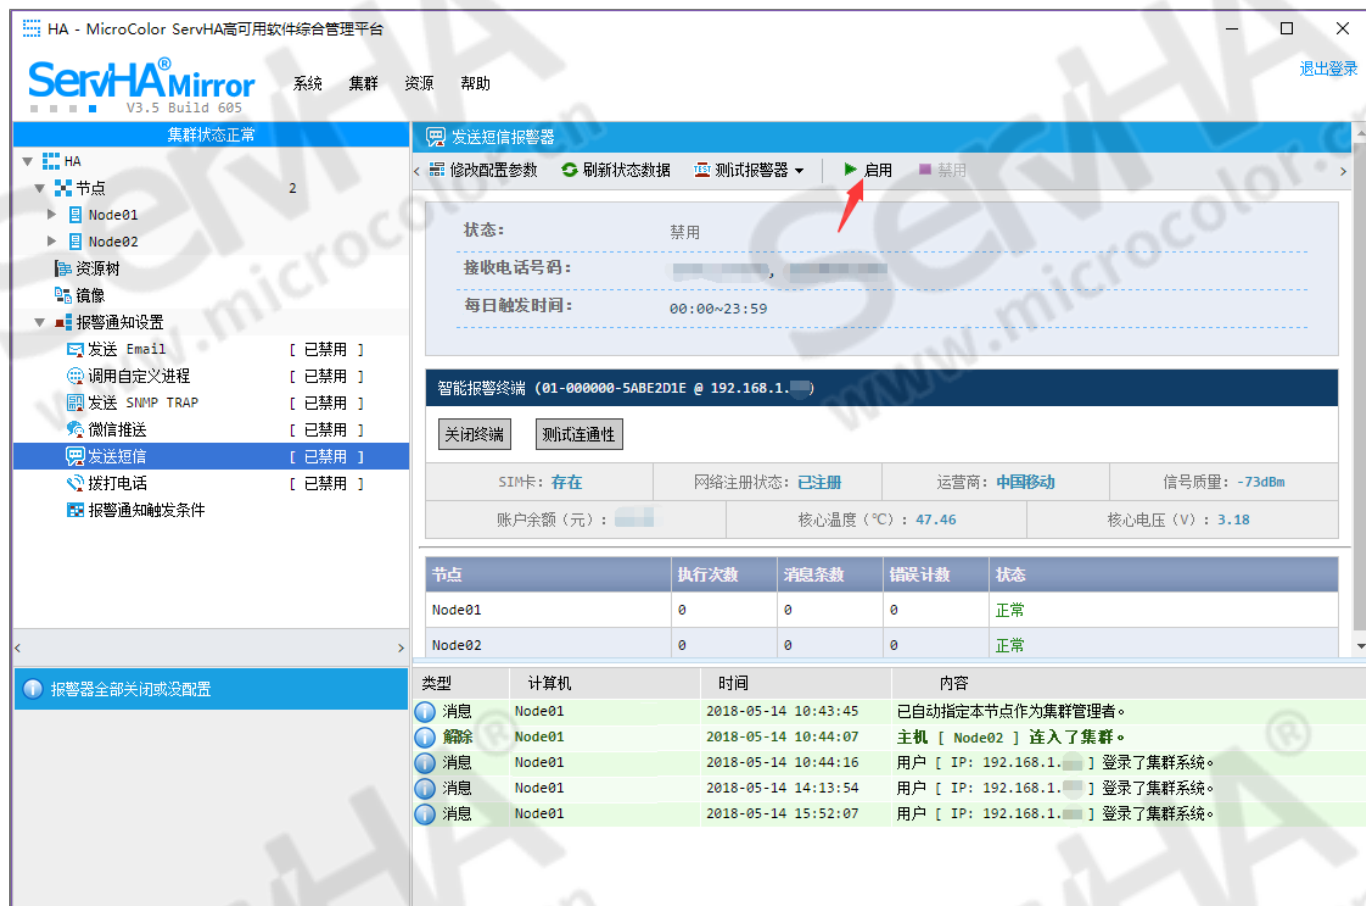 HA - MicroColor ServHA高可用软件综合管理平台
ServHA® Mirror
V3.5 Build 605
系统 集群 资源 帮助
退出登录
集群状态正常
HA
节点 2
Node01
Node02
资源树
镜像
报警通知设置
发送 Email [ 已禁用 ]
调用自定义进程 [ 已禁用 ]
发送 SNMP TRAP [ 已禁用 ]
微信推送 [ 已禁用 ]
发送短信 [ 已禁用 ]
拨打电话 [ 已禁用 ]
报警通知触发条件
报警器全部关闭或没配置
发送短信报警器
修改配置参数 刷新状态数据 TEST 测试报警器 启用 禁用
状态: 禁用
接收电话号码: ,
每日触发时间: 00:00~23:59
智能报警终端 (01-000000-5ABE2D1E @ 192.168.1. )
关闭终端 测试连通性
SIM卡: 存在 网络注册状态: 已注册 运营商: 中国移动 信号质量: -73dBm
账户余额（元）: 核心温度（℃）: 47.46 核心电压（V）: 3.18
节点 执行次数 消息条数 错误计数 状态
Node01 0 0 0 正常
Node02 0 0 0 正常
类型 计算机 时间 内容
消息 Node01 2018-05-14 10:43:45 已自动指定本节点作为集群管理者。
解除 Node01 2018-05-14 10:44:07 主机 [ Node02 ] 连入了集群。
消息 Node01 2018-05-14 10:44:16 用户 [ IP: 192.168.1. ] 登录了集群系统。
消息 Node01 2018-05-14 14:13:54 用户 [ IP: 192.168.1. ] 登录了集群系统。
消息 Node01 2018-05-14 15:52:07 用户 [ IP: 192.168.1. ] 登录了集群系统。
ServHA®
www.microcolor.cn